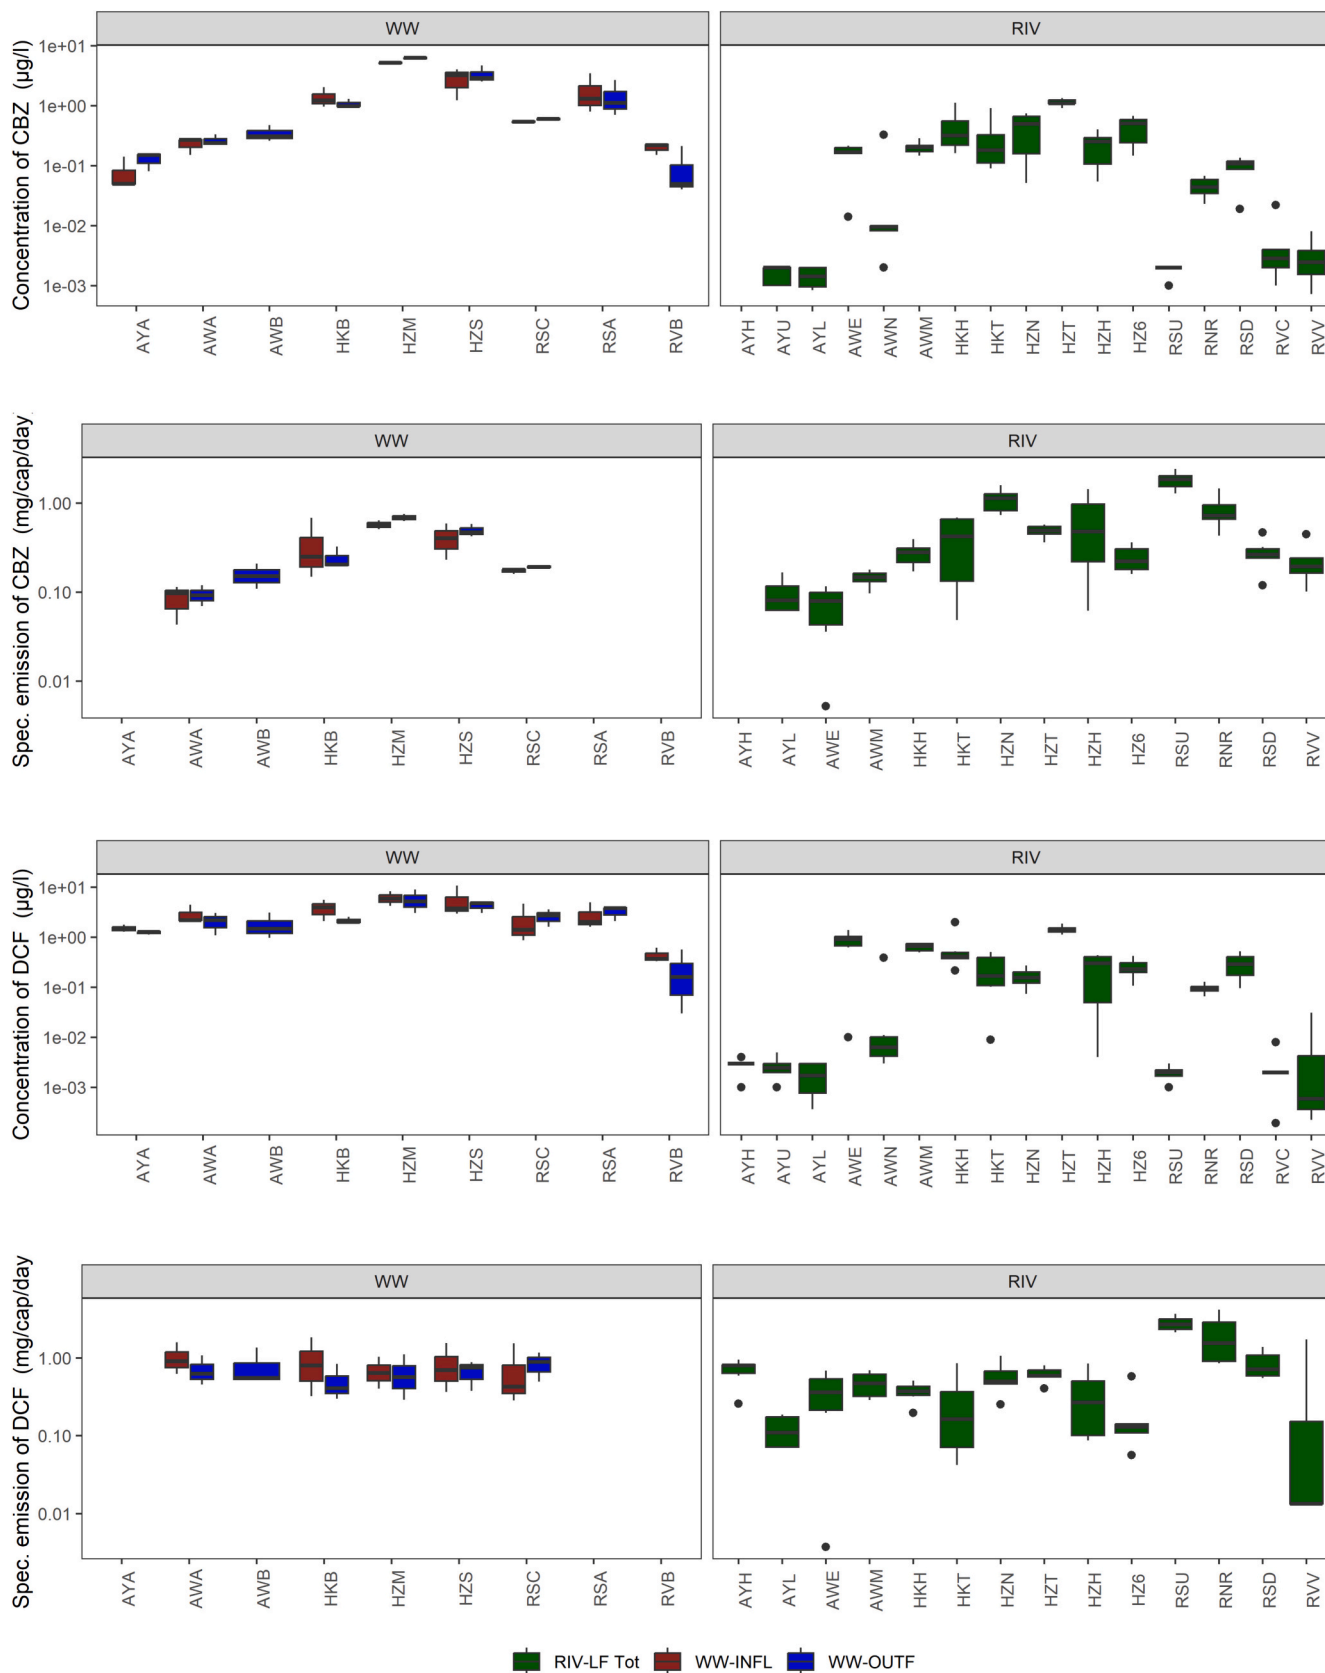 Concentration of CBZ (µg/l)
WW
RIV
1e+01
1e+00
1e-01
1e-02
1e-03
AYA
AWA
AWB
HKB
HZM
HZS
RSC
RSA
RVB
AYH
AYU
AYL
AWE
AWN
AWM
HKH
HKT
HZN
HZT
HZH
HZ6
RSU
RNR
RSD
RVC
RVV
Spec. emission of CBZ (mg/cap/day
WW
RIV
1.00
0.10
0.01
AYA
AWA
AWB
HKB
HZM
HZS
RSC
RSA
RVB
AYH
AYL
AWE
AWM
HKH
HKT
HZN
HZT
HZH
HZ6
RSU
RNR
RSD
RVV
Concentration of DCF (µg/l)
WW
RIV
1e+01
1e+00
1e-01
1e-02
1e-03
AYA
AWA
AWB
HKB
HZM
HZS
RSC
RSA
RVB
AYH
AYU
AYL
AWE
AWN
AWM
HKH
HKT
HZN
HZT
HZH
HZ6
RSU
RNR
RSD
RVC
RVV
Spec. emission of DCF (mg/cap/day
WW
RIV
1.00
0.10
0.01
AYA
AWA
AWB
HKB
HZM
HZS
RSC
RSA
RVB
AYH
AYL
AWE
AWM
HKH
HKT
HZN
HZT
HZH
HZ6
RSU
RNR
RSD
RVV
RIV-LF Tot WW-INFL WW-OUTF